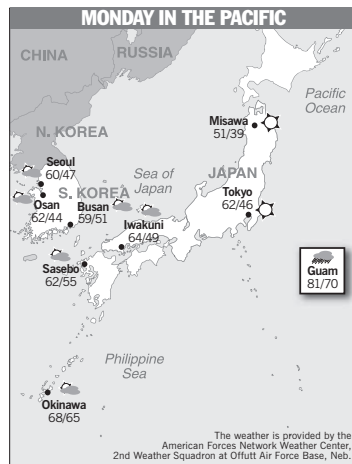 MONDAY IN THE PACIFIC
CHINA
RUSSIA
Pacific
Ocean
Misawa
51/39
N. KOREA
Seoul
60/47
Sea of
Japan
JAPAN
S. KOREA
Osan
62/44
Busan
59/51
Tokyo
62/46
Iwakuni
64/49
Sasebo
62/55
Guam
81/70
Philippine
Sea
Okinawa
68/65
The weather is provided by the
American Forces Network Weather Center,
2nd Weather Squadron at Offutt Air Force Base, Neb.